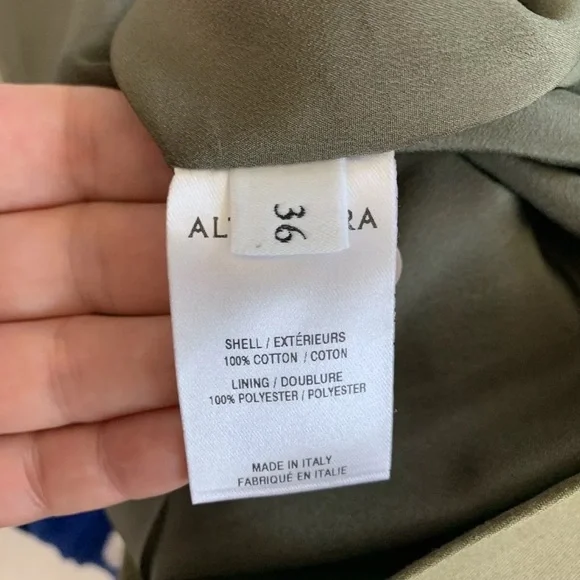 36
SHELL / EXTÉRIEURS
100% COTTON / COTON
LINING / DOUBLURE
100% POLYESTER / POLYESTER
MADE IN ITALY
FABRIQUÉ EN ITALIE